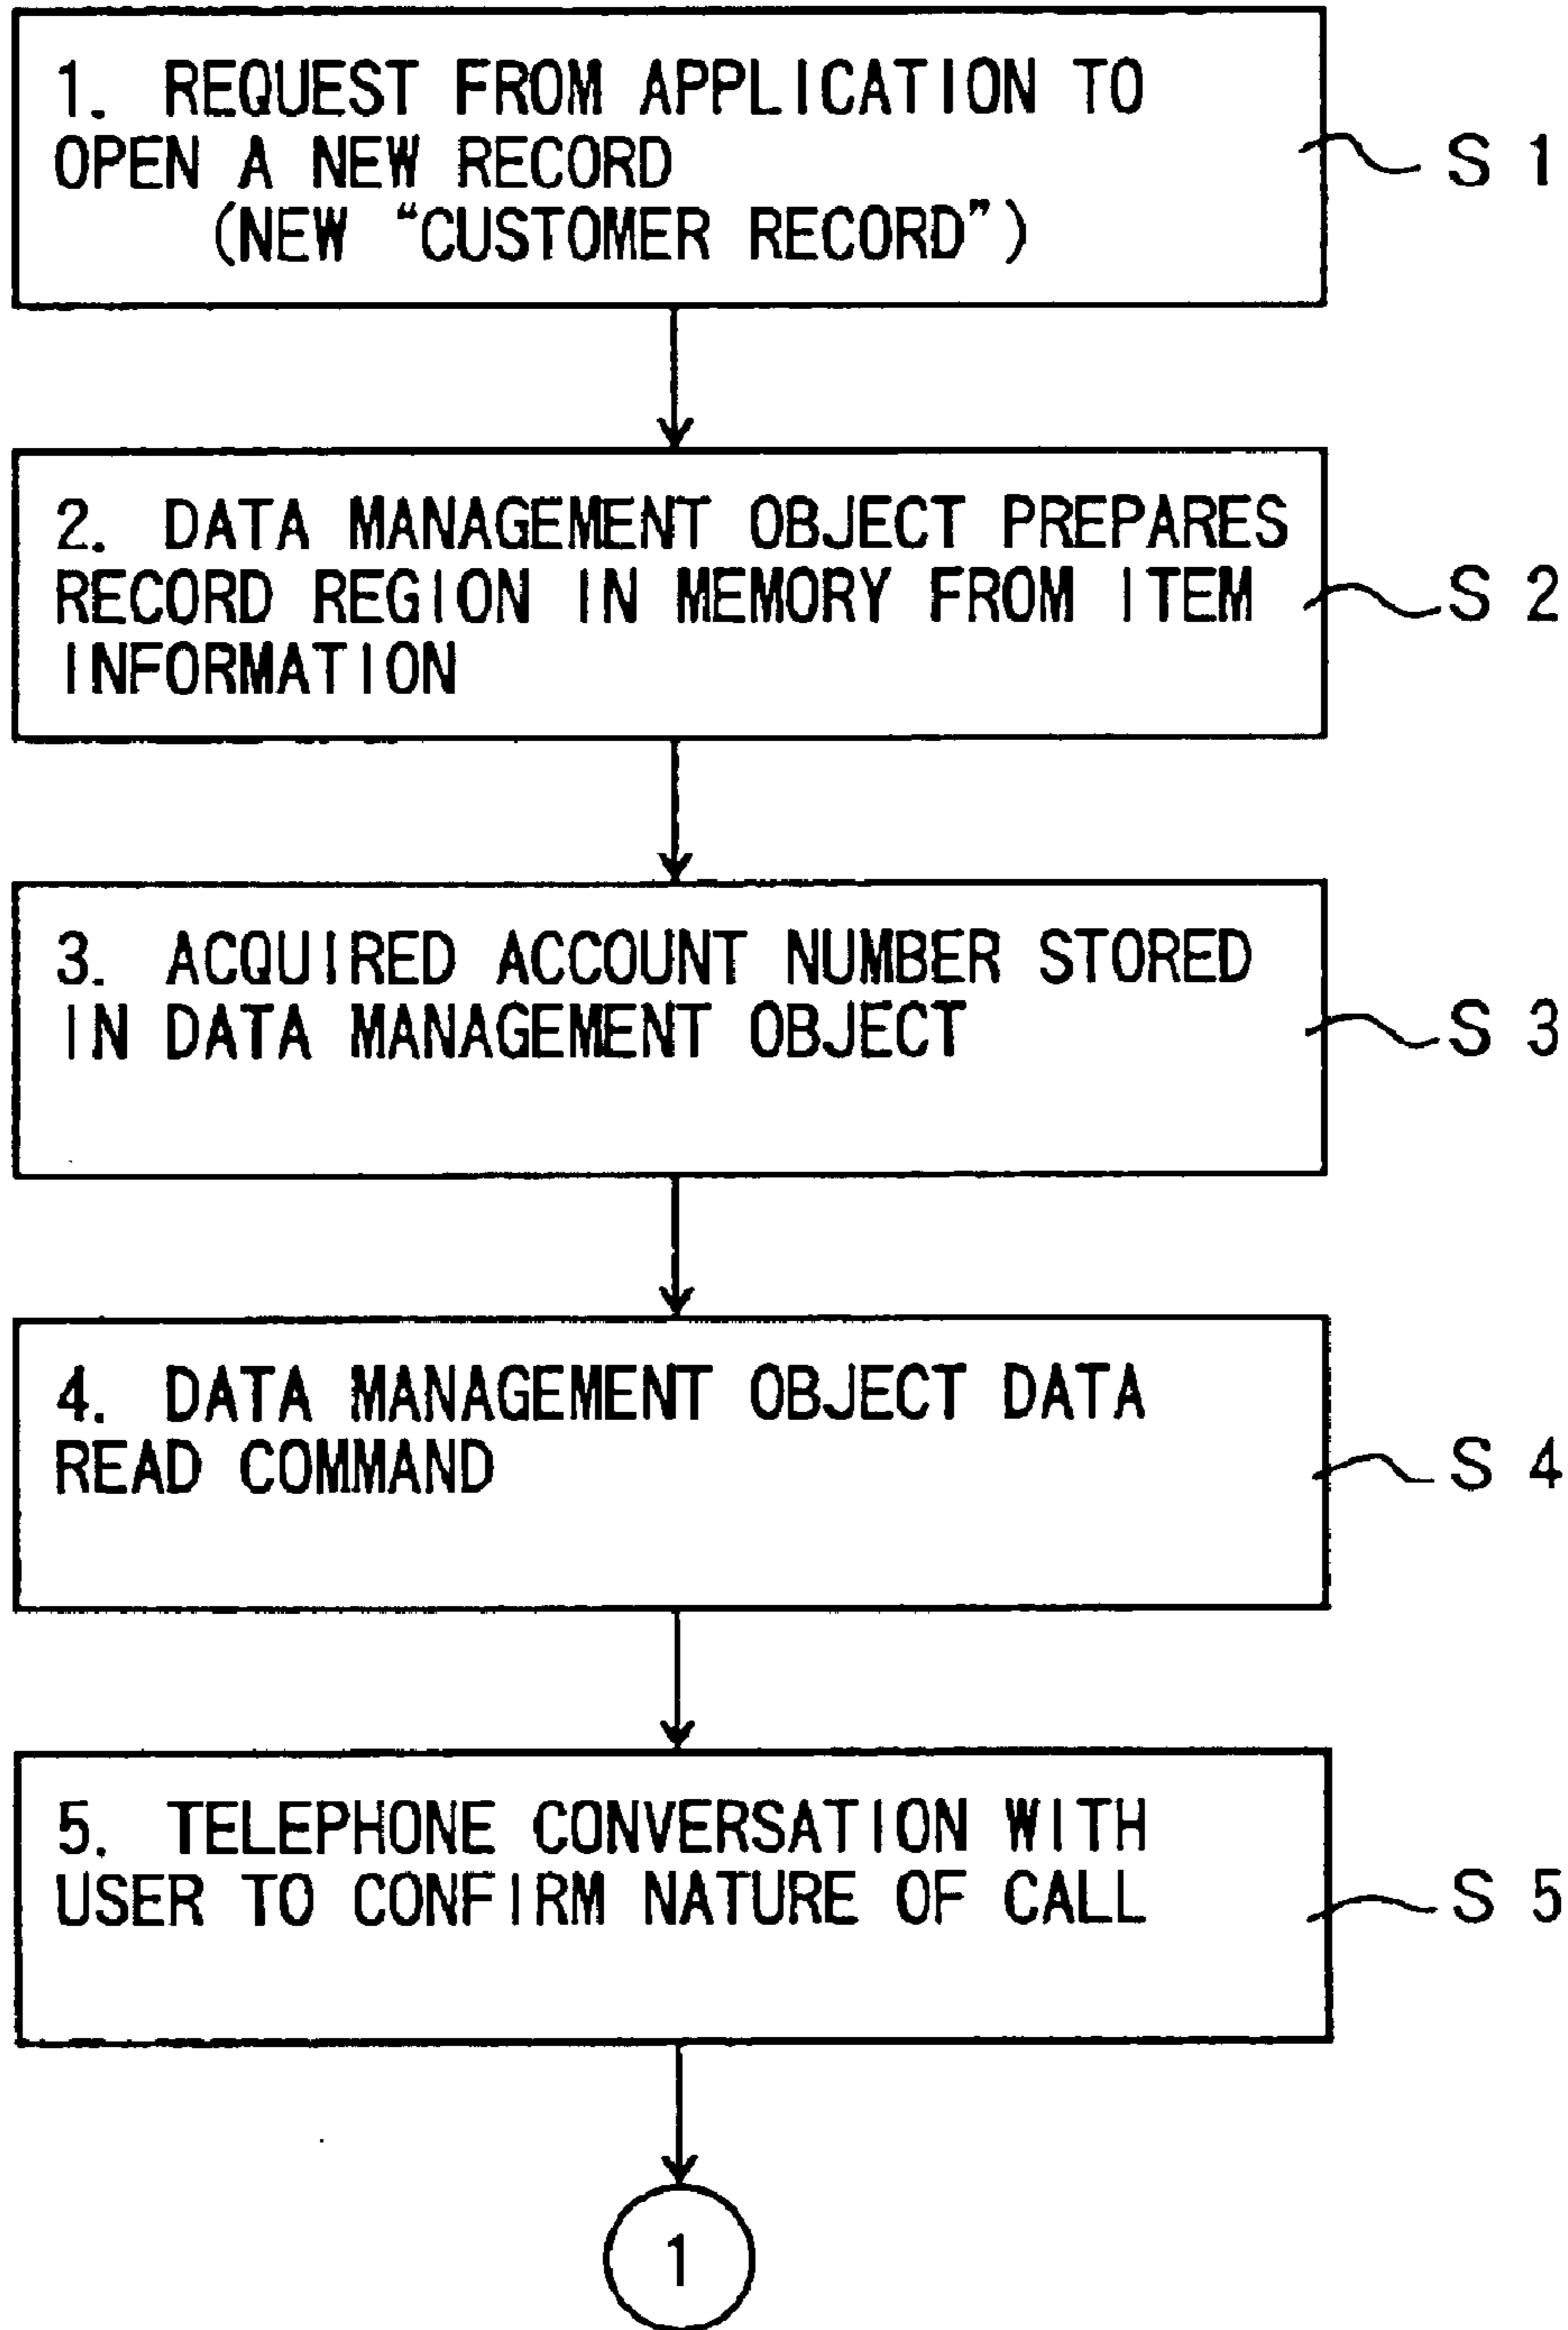 1. REQUEST FROM APPLICATION TO
OPEN A NEW RECORD
(NEW “CUSTOMER RECORD”)
S 1
2. DATA MANAGEMENT OBJECT PREPARES
RECORD REGION IN MEMORY FROM ITEM
INFORMATION
S 2
3. ACQUIRED ACCOUNT NUMBER STORED
IN DATA MANAGEMENT OBJECT
S 3
4. DATA MANAGEMENT OBJECT DATA
READ COMMAND
S 4
5. TELEPHONE CONVERSATION WITH
USER TO CONFIRM NATURE OF CALL
S 5
1